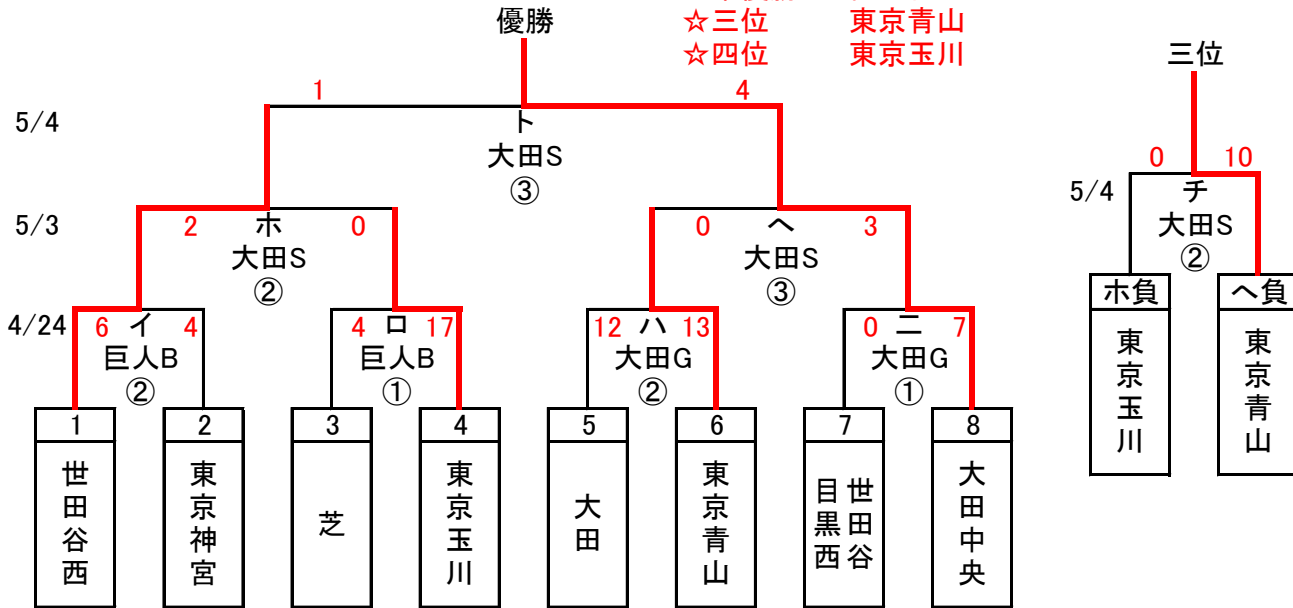 優勝
☆三位 東京青山
☆四位 東京玉川
三位
1 4
5/4 ト
大田S
③
0 10
5/4 チ
大田S
②
5/3 2 ホ 0 0 ヘ 3
大田S 大田S
② ③
ホ負 ヘ負
東京玉川 東京青山
4/24 6 イ 4 4 ロ 17 12 ハ 13 0 ニ 7
巨人B 巨人B 大田G 大田G
② ① ② ①
1 2 3 4 5 6 7 8
世田谷西 東京神宮 芝 東京玉川 大田 東京青山 世田谷目黒西 大田中央